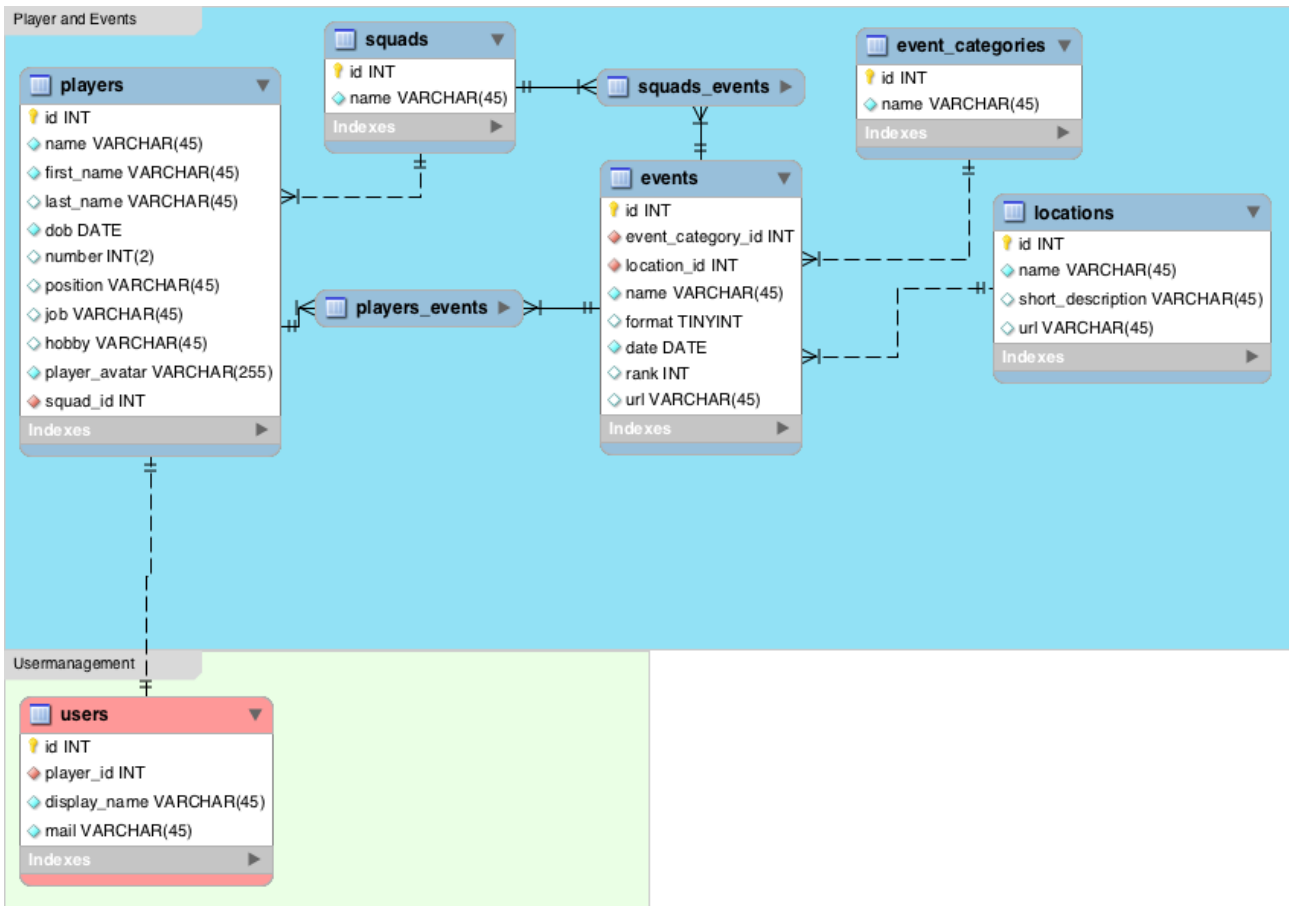 Player and Events
players
id INT
name VARCHAR(45)
first_name VARCHAR(45)
last_name VARCHAR(45)
dob DATE
number INT(2)
position VARCHAR(45)
job VARCHAR(45)
hobby VARCHAR(45)
player_avatar VARCHAR(255)
squad_id INT
Indexes
squads
id INT
name VARCHAR(45)
Indexes
squads_events
players_events
events
id INT
event_category_id INT
location_id INT
name VARCHAR(45)
format TINYINT
date DATE
rank INT
url VARCHAR(45)
Indexes
event_categories
id INT
name VARCHAR(45)
Indexes
locations
id INT
name VARCHAR(45)
short_description VARCHAR(45)
url VARCHAR(45)
Indexes
Usermanagement
users
id INT
player_id INT
display_name VARCHAR(45)
mail VARCHAR(45)
Indexes